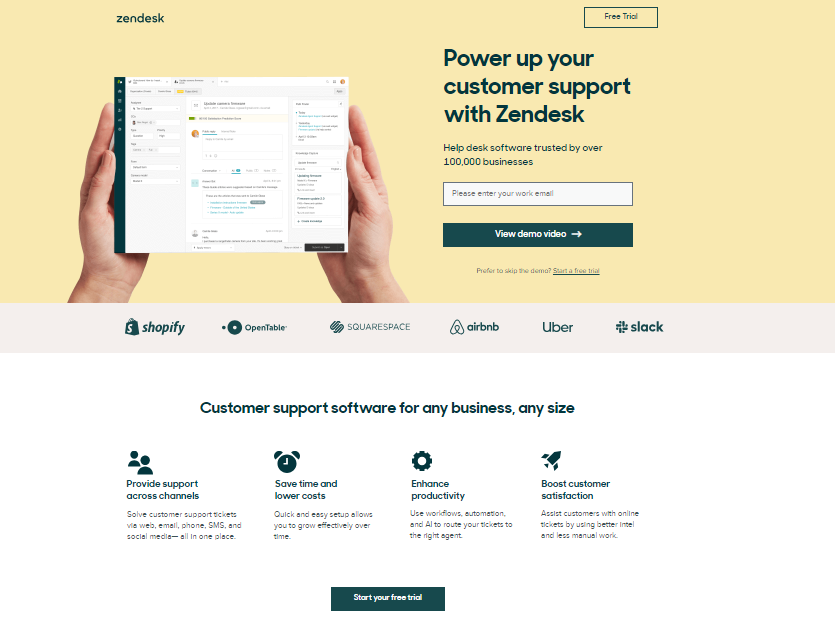 zendesk
Free Trial
Power up your
customer support
with Zendesk
Help desk software trusted by over
100,000 businesses
Please enter your work email
View demo video →
Prefer to skip the demo? Start a free trial
Update camera firmware
shopify
OpenTable
SQUARESPACE
airbnb
Uber
slack
Customer support software for any business, any size
Provide support
across channels
Solve customer support tickets
via web, email, phone, SMS, and
social media— all in one place.
Save time and
lower costs
Quick and easy setup allows
you to grow effectively over
time.
Enhance
productivity
Use workflows, automation,
and AI to route your tickets to
the right agent.
Boost customer
satisfaction
Assist customers with online
tickets by using better intel
and less manual work.
Start your free trial